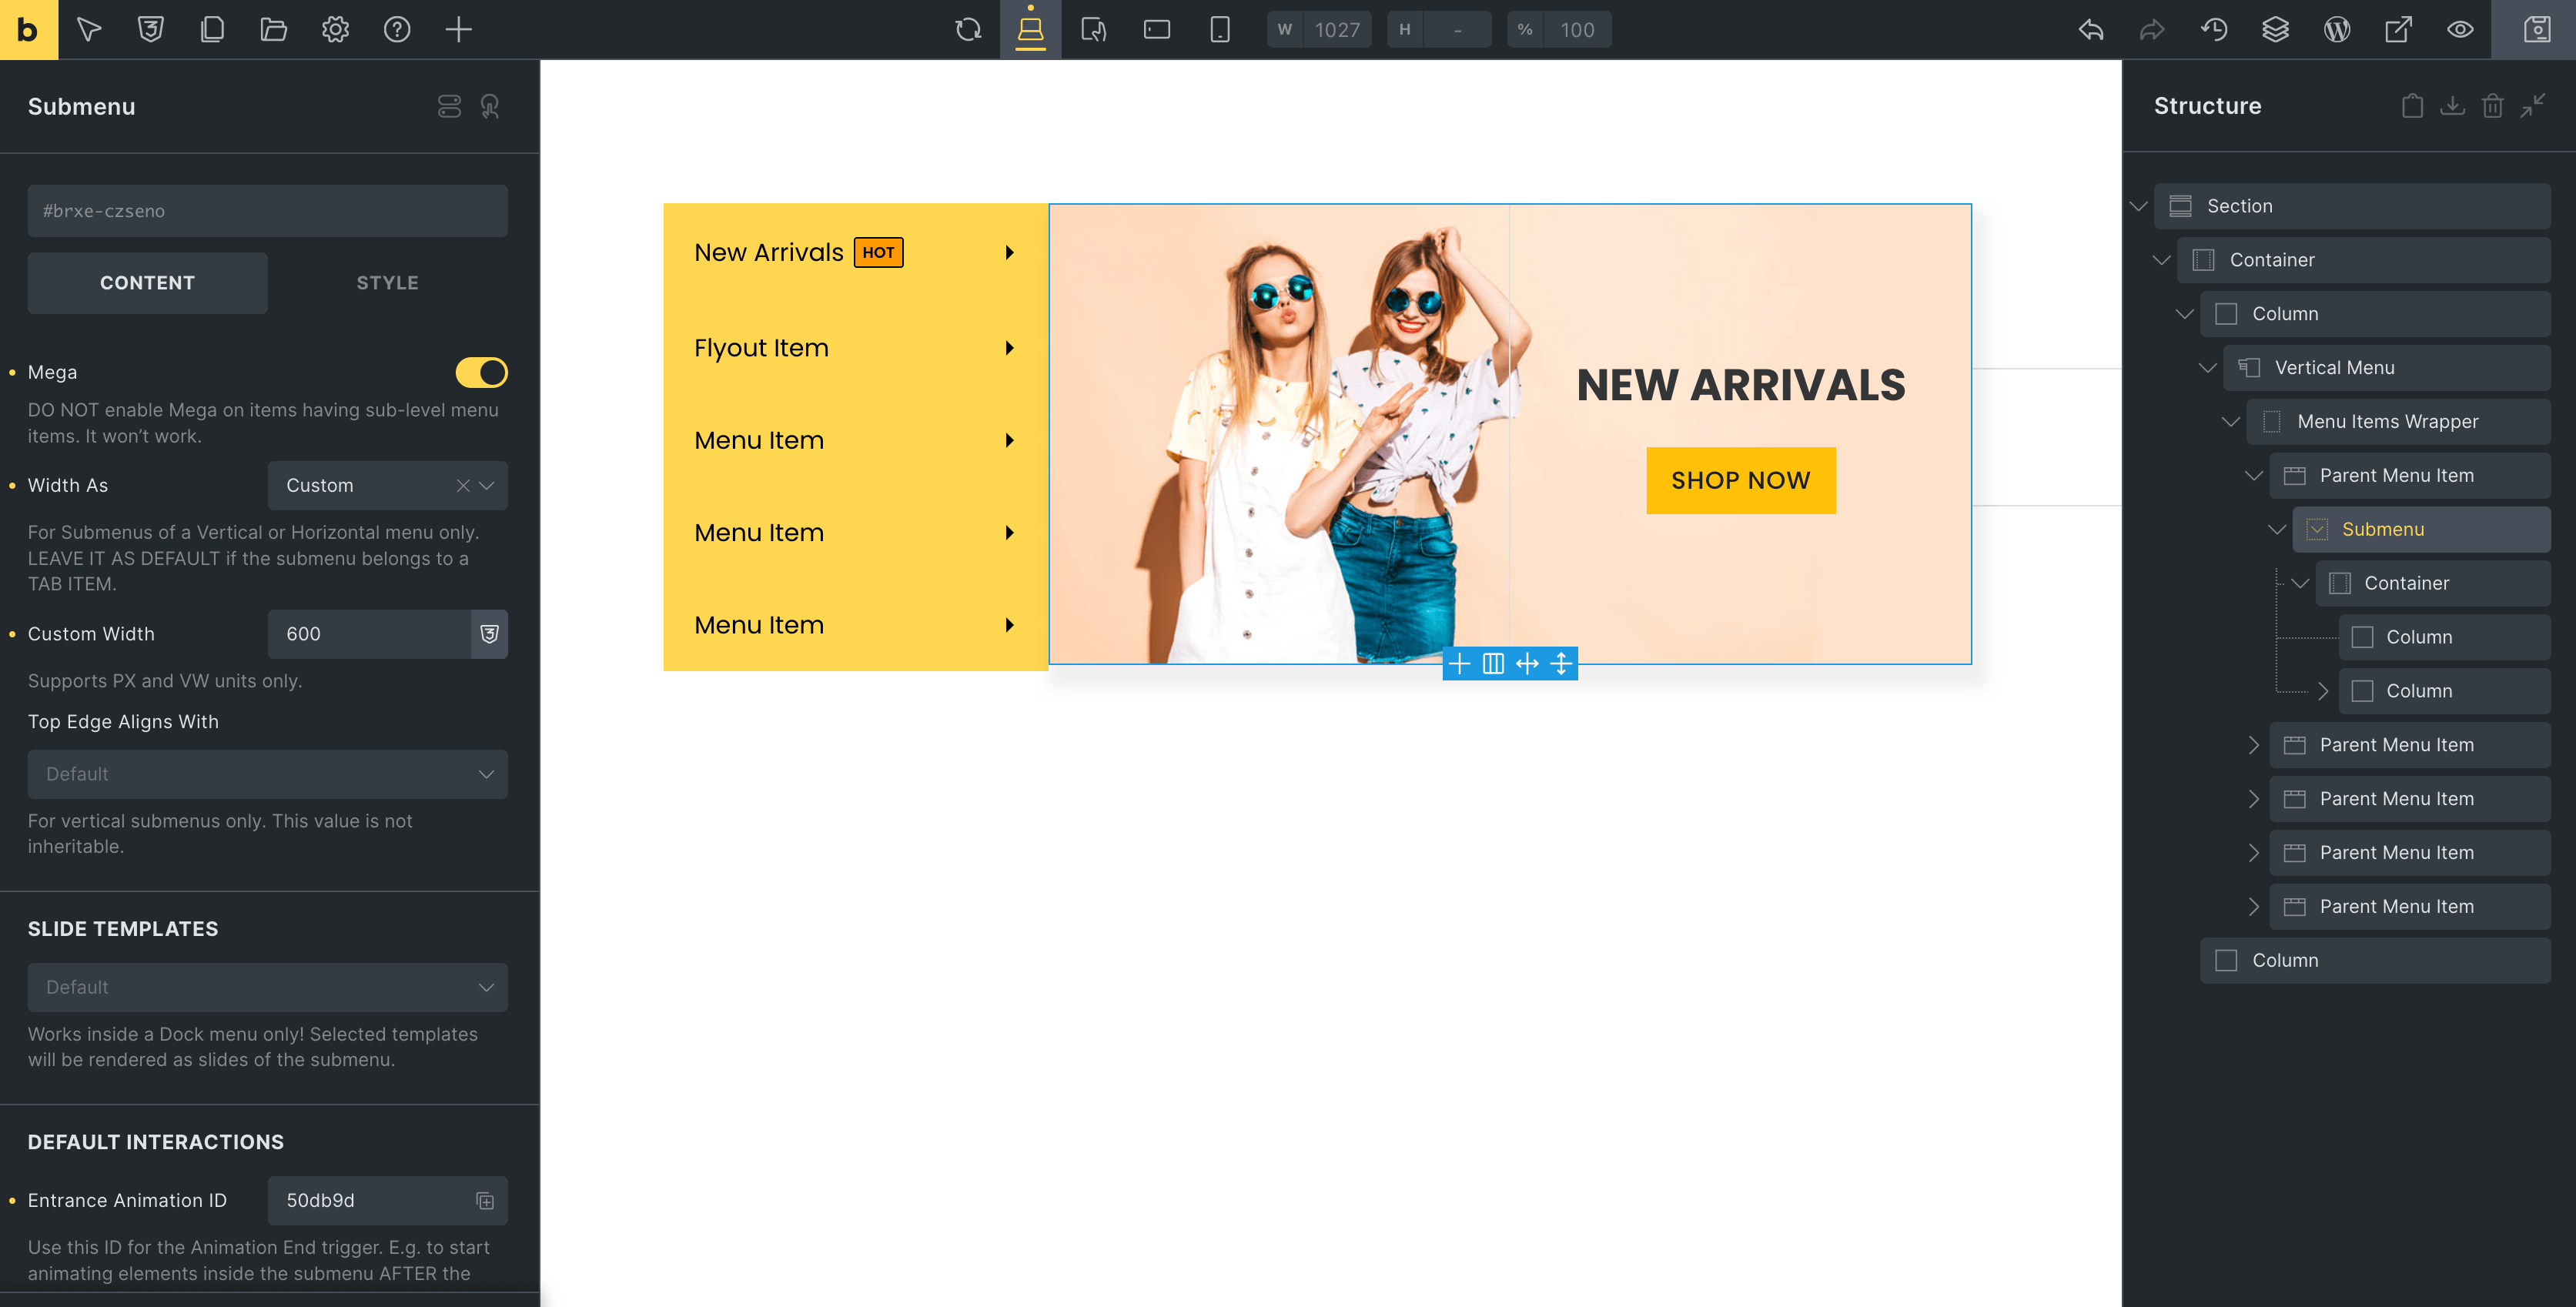 b
W 1027
H -
% 100
Submenu
#brxe-czseno
CONTENT
STYLE
Mega
DO NOT enable Mega on items having sub-level menu
items. It won’t work.
Width As
Custom
For Submenus of a Vertical or Horizontal menu only.
LEAVE IT AS DEFAULT if the submenu belongs to a
TAB ITEM.
Custom Width
600
Supports PX and VW units only.
Top Edge Aligns With
Default
For vertical submenus only. This value is not
inheritable.
SLIDE TEMPLATES
Default
Works inside a Dock menu only! Selected templates
will be rendered as slides of the submenu.
DEFAULT INTERACTIONS
Entrance Animation ID
50db9d
Use this ID for the Animation End trigger. E.g. to start
animating elements inside the submenu AFTER the
New Arrivals HOT
Flyout Item
Menu Item
Menu Item
Menu Item
NEW ARRIVALS
SHOP NOW
Structure
Section
Container
Column
Vertical Menu
Menu Items Wrapper
Parent Menu Item
Submenu
Container
Column
Column
Parent Menu Item
Parent Menu Item
Parent Menu Item
Parent Menu Item
Column